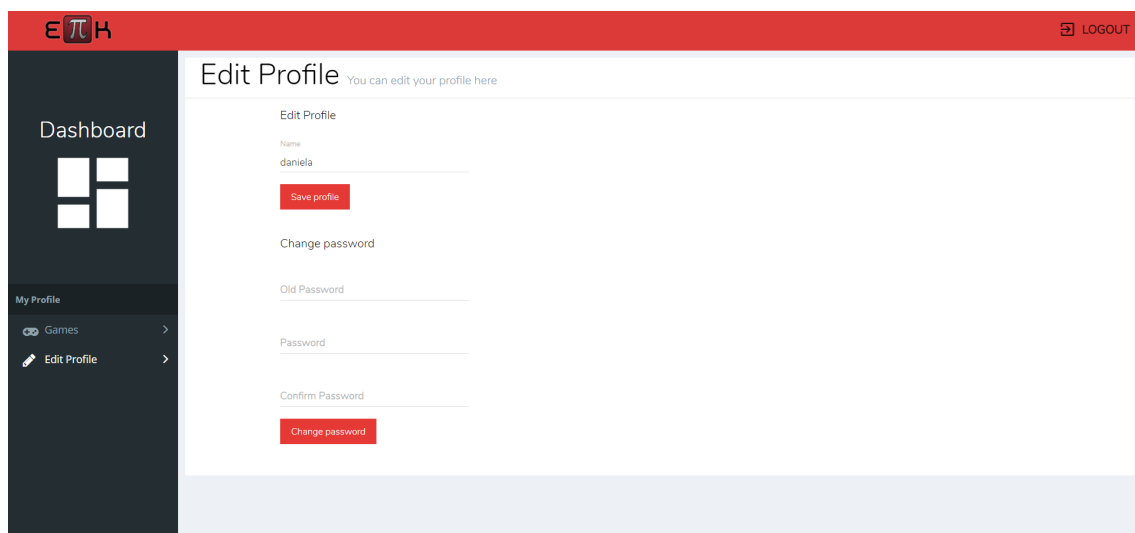 ε π κ
LOGOUT
Edit Profile You can edit your profile here
Dashboard
Edit Profile
Name
daniela
Save profile
Change password
Old Password
Password
Confirm Password
Change password
My Profile
Games
Edit Profile